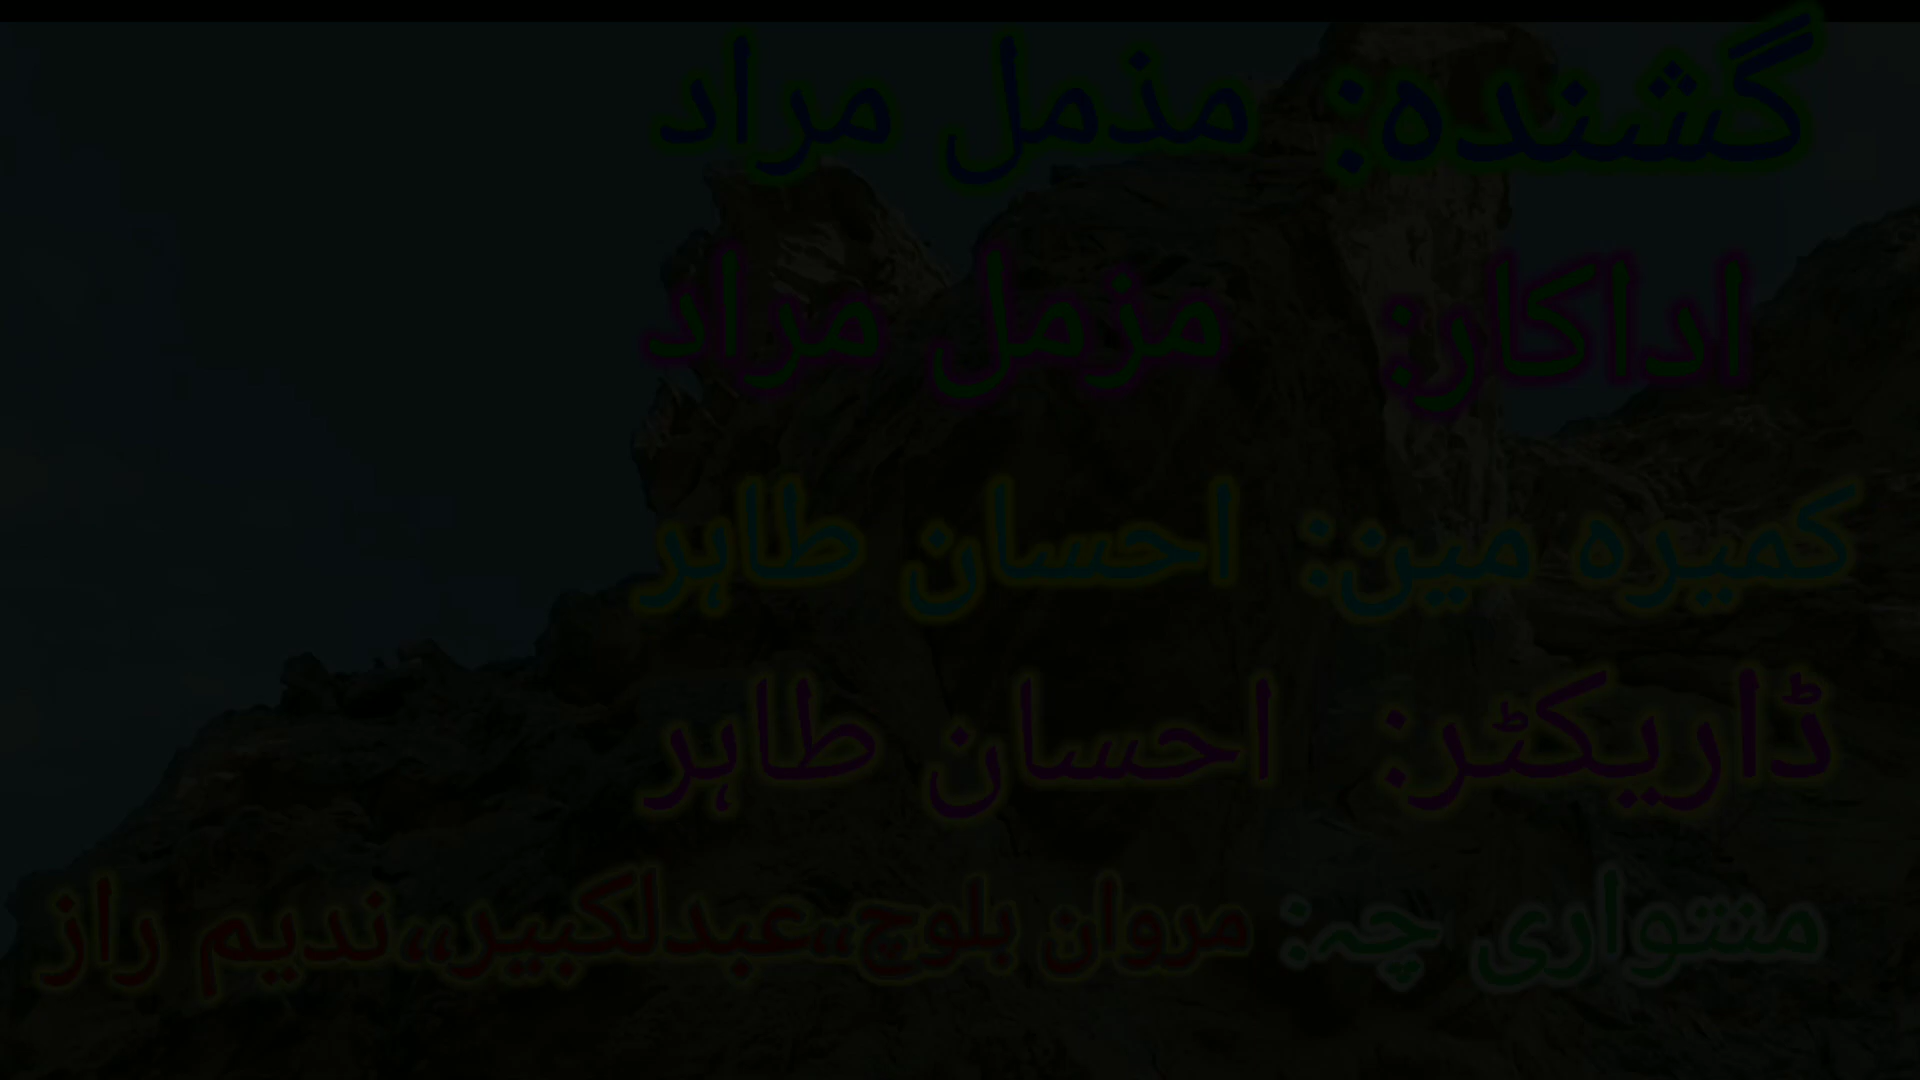 گشندہ: مذمل مراد
اداکار: مزمل مراد
کمیرہ مین: احسان طاہر
ڈاریکٹر: احسان طاہر
منتواری چہ: مروان بلوچ،،عبدلکبیر،،ندیم راز